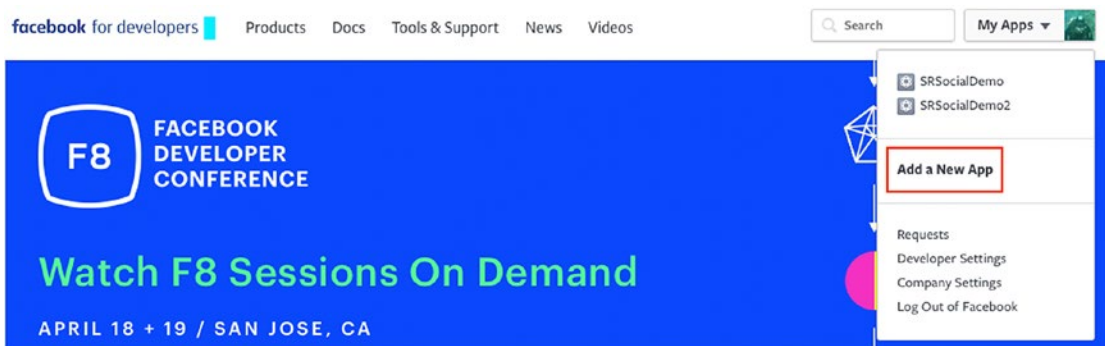 facebook for developers Products Docs Tools & Support News Videos Search My Apps
SRSocialDemo
SRSocialDemo2
Add a New App
Requests
Developer Settings
Company Settings
Log Out of Facebook
F8
FACEBOOK
DEVELOPER
CONFERENCE
Watch F8 Sessions On Demand
APRIL 18 + 19 / SAN JOSE, CA